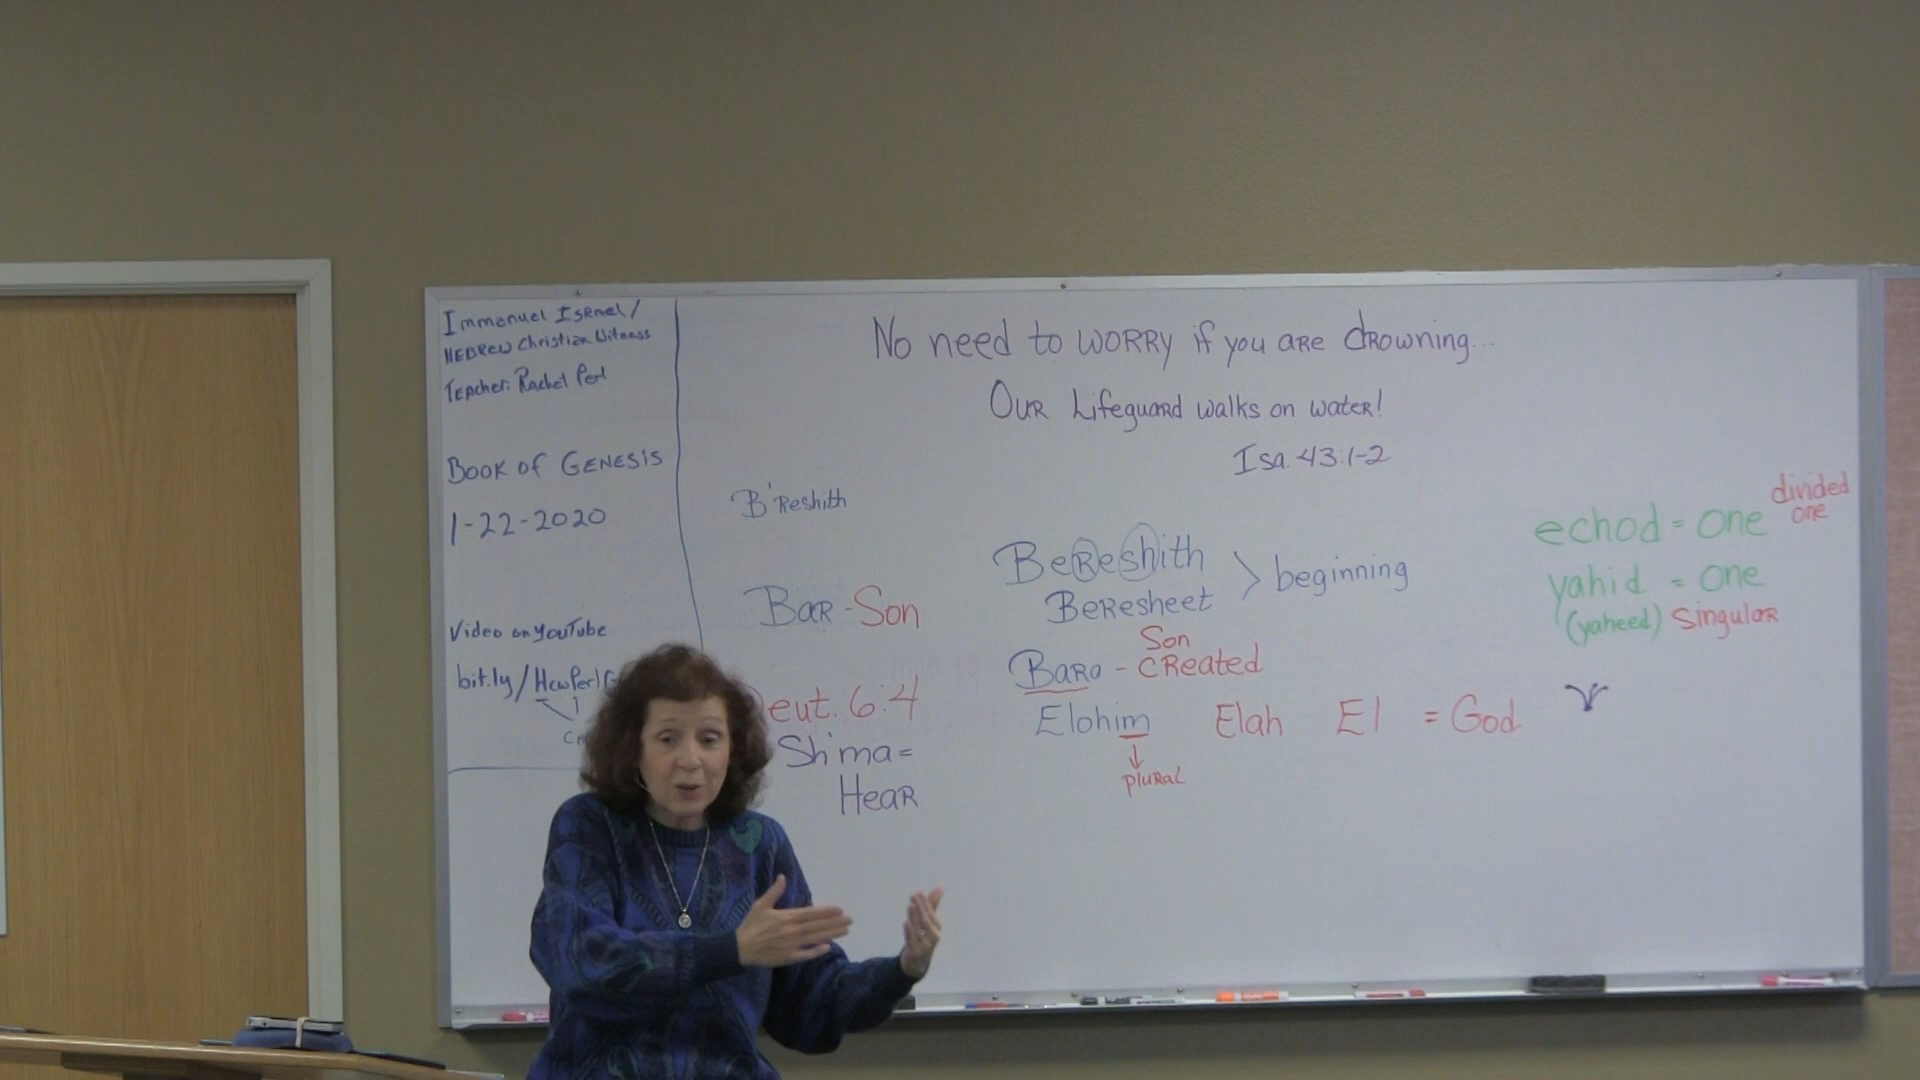 Immanuel Israel/
HEBREW Christian Witness
Teacher: Rachel Perl
BOOK OF GENESIS
1-22-2020
Video on YouTube
bit.ly/HcwPerlG
No need to WORRY if you ARE drowning...
OUR Lifeguard walks on water!
Isa. 43:1-2
B'Reshith
BAR - Son
Deut. 6:4
Sh'ma =
HeaR
BeReshith > beginning
BeResheet
Son
Bara - CReated
Elohim Elah El = God
pluRal
echod = one divided one
yahid = one
(yaheed) SingulaR